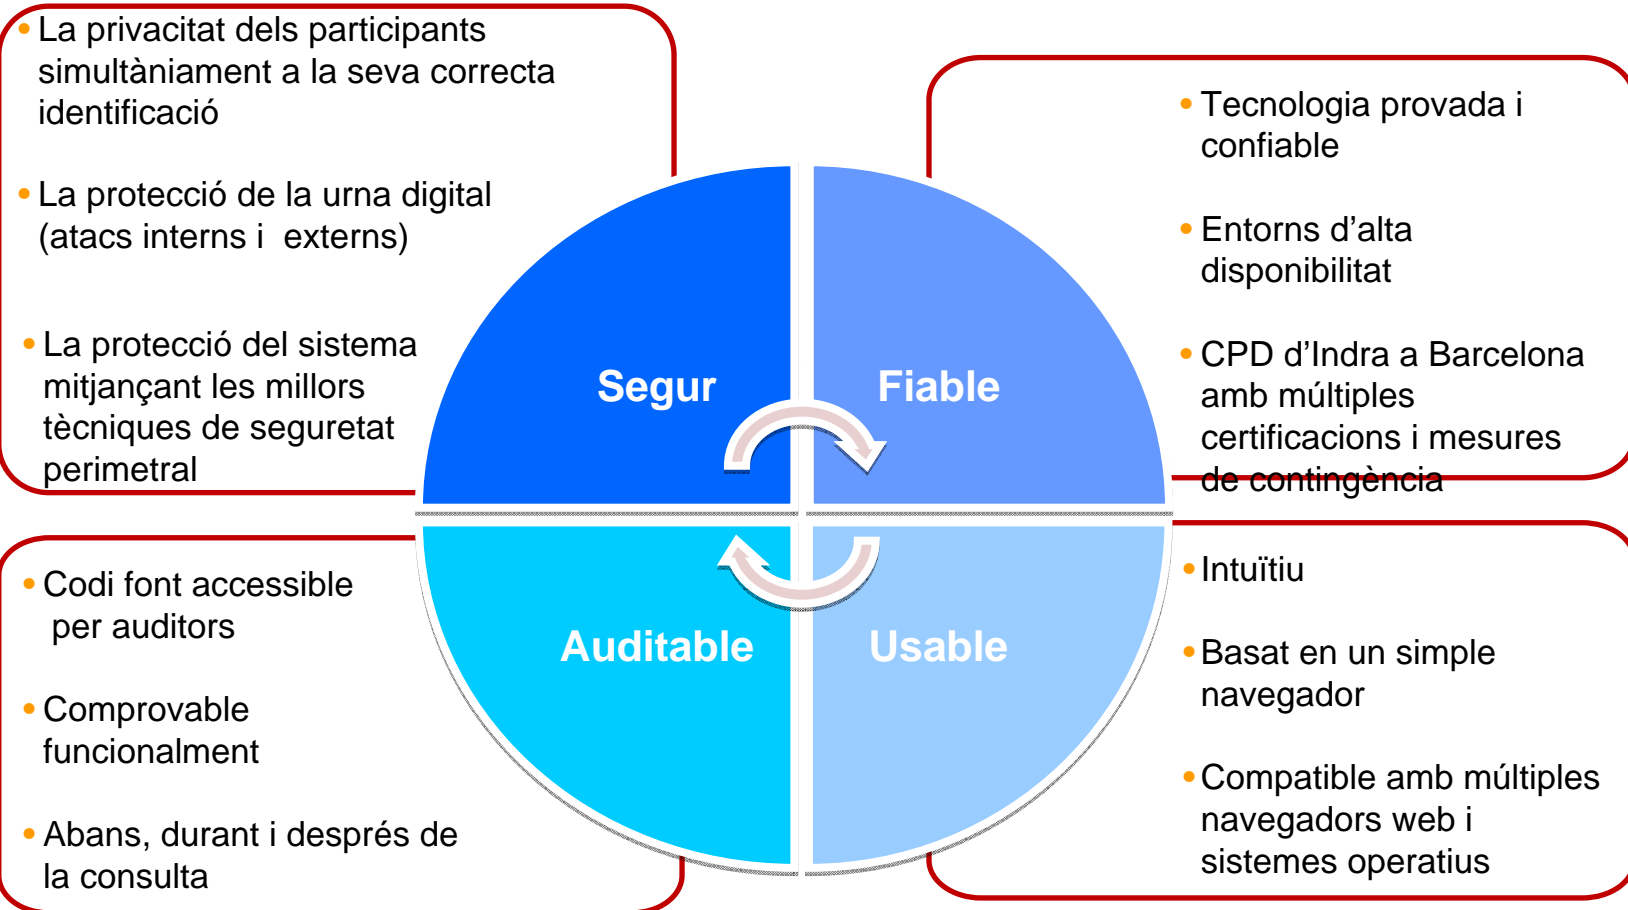 • La privacitat dels participants
simultàniament a la seva correcta
identificació
• La protecció de la urna digital
(atacs interns i  externs)
• La protecció del sistema
mitjançant les millors
tècniques de seguretat
perimetral
• Tecnologia provada i
confiable
• Entorns d’alta
disponibilitat
• CPD d’Indra a Barcelona
amb múltiples
certificacions i mesures
de contingència
Segur
Fiable
Auditable
Usable
• Codi font accessible
per auditors
• Comprovable
funcionalment
• Abans, durant i després de
la consulta
• Intuïtiu
• Basat en un simple
navegador
• Compatible amb múltiples
navegadors web i
sistemes operatius